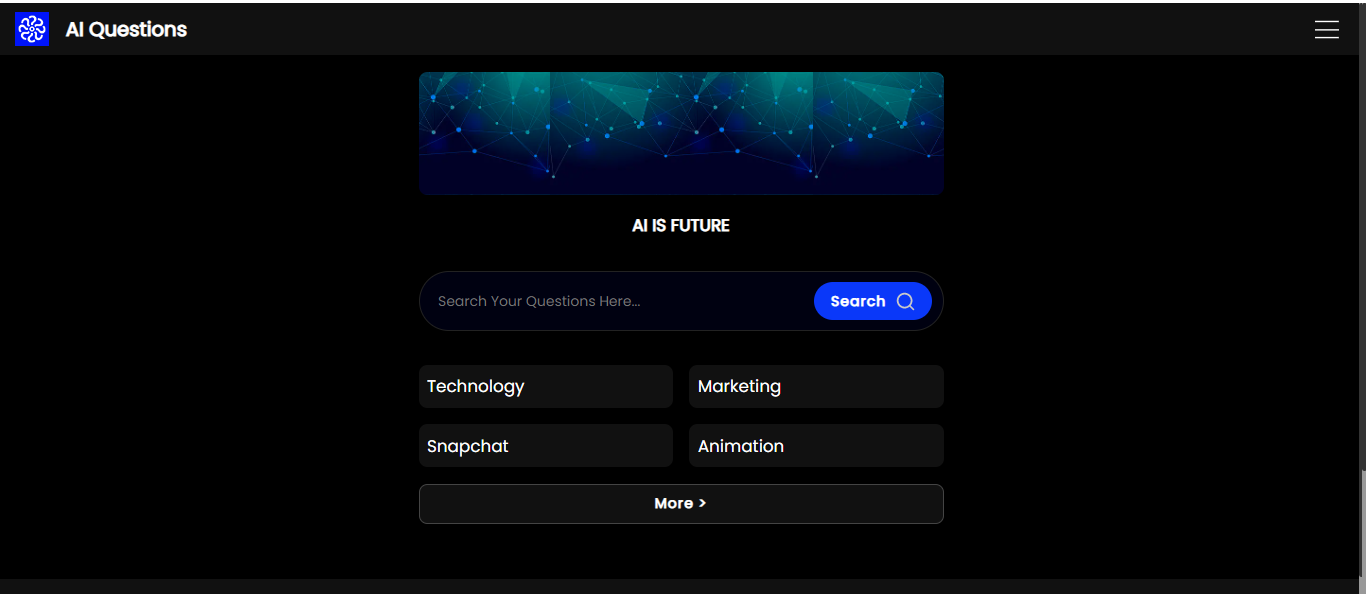 AI Questions
AI IS FUTURE
Search Your Questions Here...
Search
Technology
Marketing
Snapchat
Animation
More >